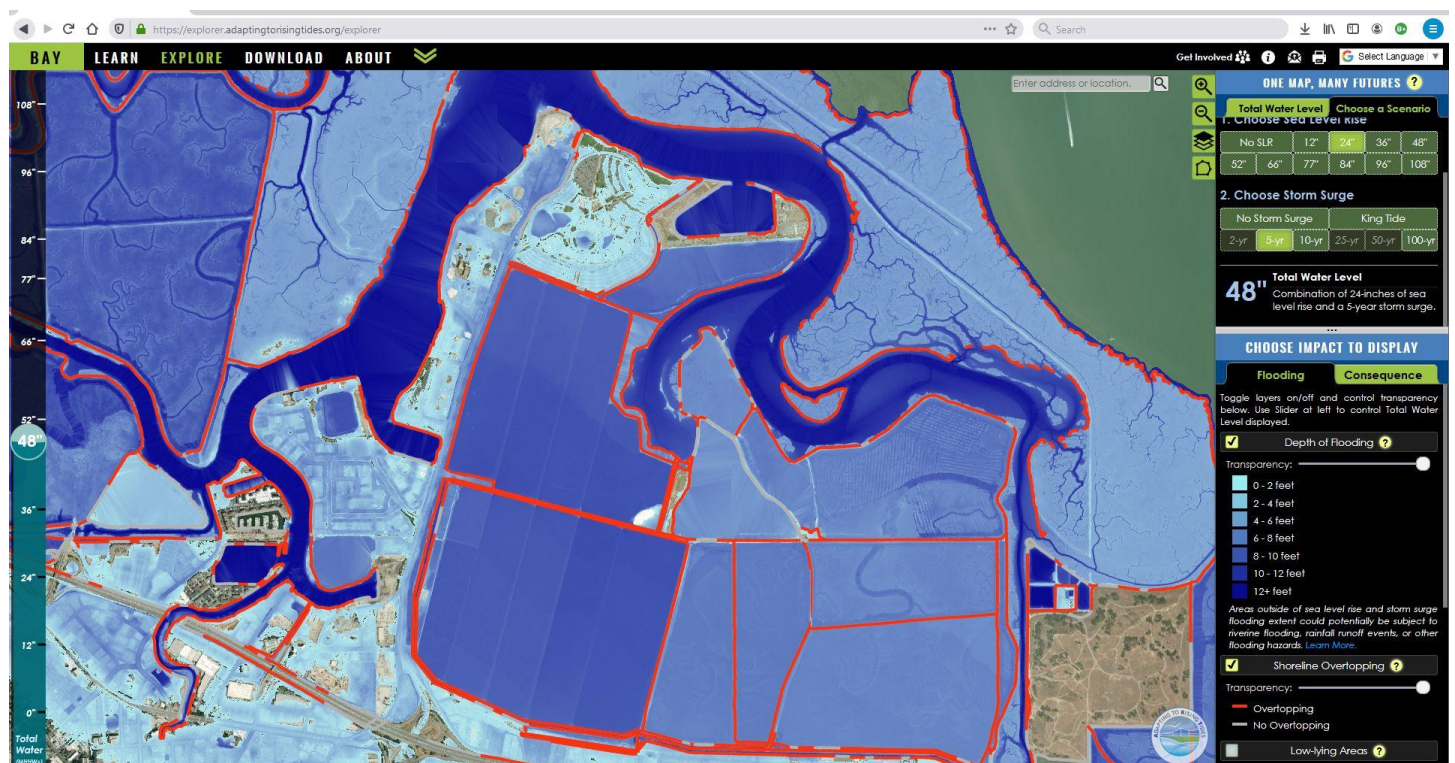 https://explorer.adaptingtorisingtides.org/explorer
Search
BAY LEARN EXPLORE DOWNLOAD ABOUT
Get Involved
Select Language
Enter address or location.
108"
96"
84"
77"
66"
52"
48"
36"
24"
12"
0"
Total
Water
(MHHW+)
ONE MAP, MANY FUTURES ?
Total Water Level Choose a Scenario
1. Choose Sea Level Rise
No SLR 12" 24" 36" 48"
52" 66" 77" 84" 96" 108"
2. Choose Storm Surge
No Storm Surge King Tide
2-yr 5-yr 10-yr 25-yr 50-yr 100-yr
48" Total Water Level
Combination of 24-inches of sea
level rise and a 5-year storm surge.
CHOOSE IMPACT TO DISPLAY
Flooding Consequence
Toggle layers on/off and control transparency
below. Use Slider at left to control Total Water
Level displayed.
Depth of Flooding ?
Transparency:
0 - 2 feet
2 - 4 feet
4 - 6 feet
6 - 8 feet
8 - 10 feet
10 - 12 feet
12+ feet
Areas outside of sea level rise and storm surge
flooding extent could potentially be subject to
riverine flooding, rainfall runoff events, or other
flooding hazards. Learn More.
Shoreline Overtopping ?
Transparency:
Overtopping
No Overtopping
Low-lying Areas ?
ADAPTING TO RISING TIDES